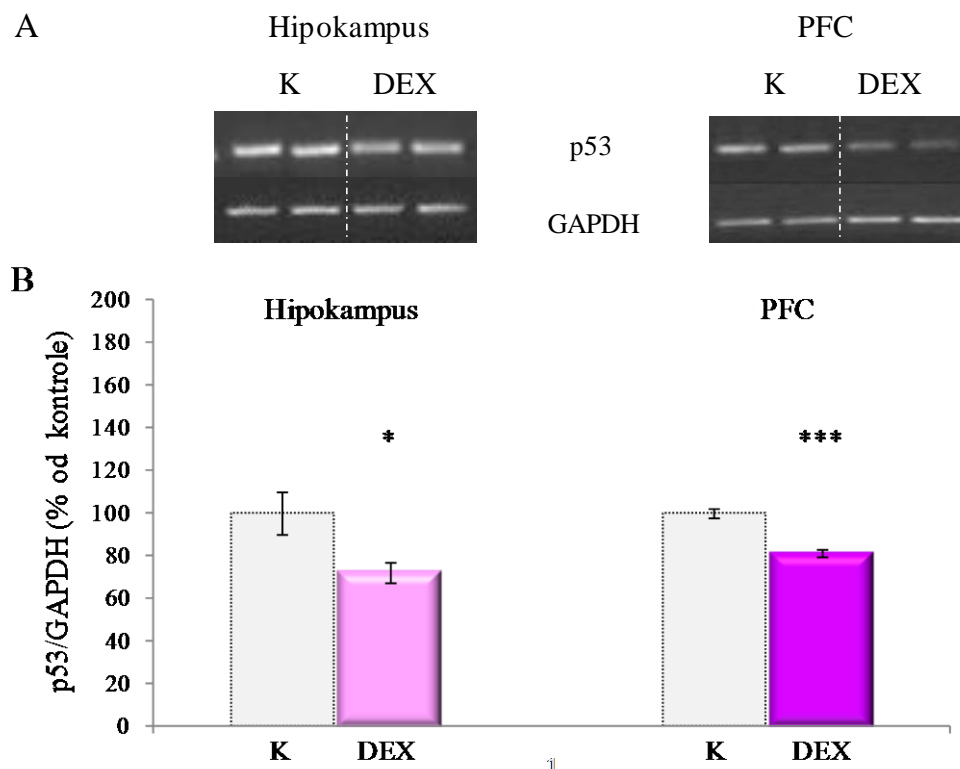 A
Hipokampus PFC
K DEX K DEX
p53
GAPDH
B
200
Hipokampus PFC
180
160
140
* ***
120
100
80
60
40
20
0
p53/GAPDH (% od kontrole)
K DEX K DEX